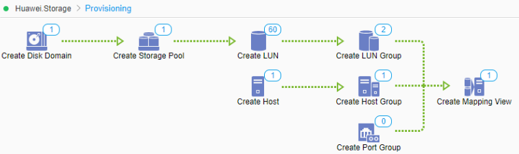 Huawei.Storage > Provisioning
1 1 60 2
Create Disk Domain Create Storage Pool Create LUN Create LUN Group
1 1 1
Create Host Create Host Group Create Mapping View
0
Create Port Group